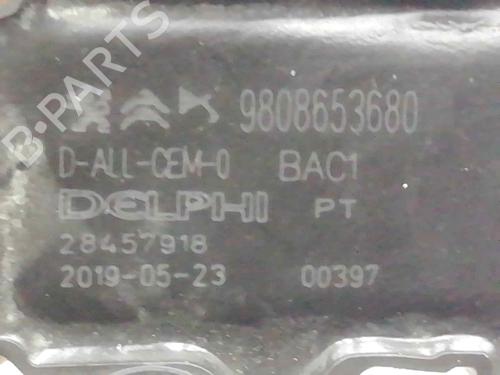 B-PARTS
9808653680
D-ALL-CEM-0 BAC1
DELPHI PT
28457918
2019-05-23 00397